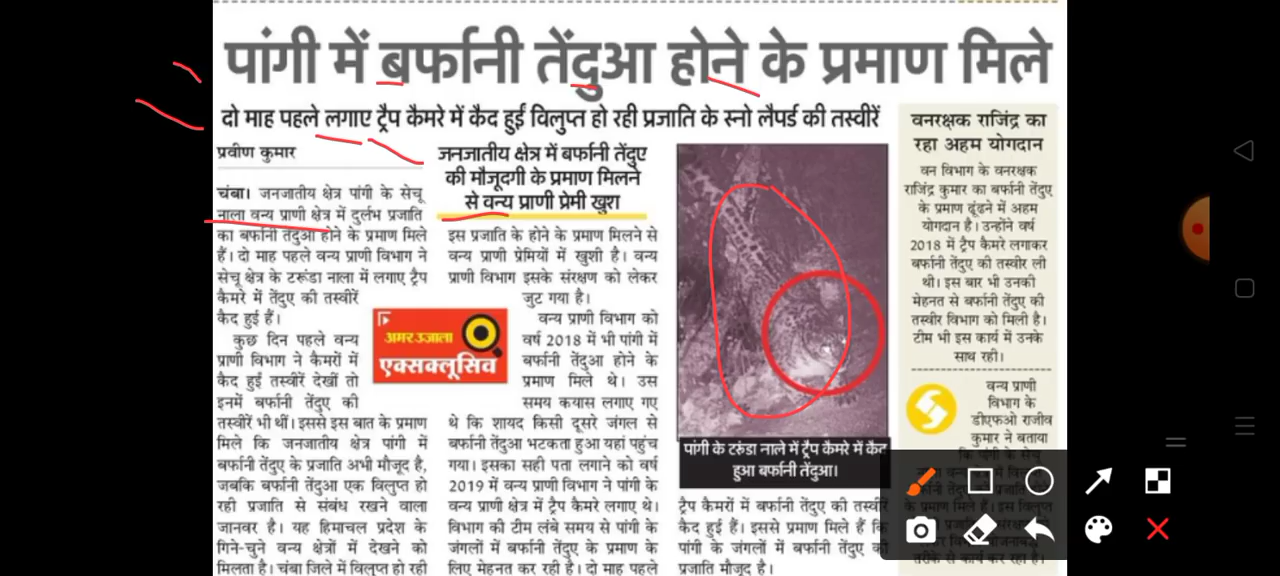 पांगी में बर्फानी तेंदुआ होने के प्रमाण मिले
दो माह पहले लगाए ट्रैप कैमरे में कैद हुईं विलुप्त हो रही प्रजाति के स्नो लैपर्ड की तस्वीरें
प्रवीण कुमार
चंबा। जनजातीय क्षेत्र पांगी के सेचू
नाला वन्य प्राणी क्षेत्र में दुर्लभ प्रजाति
का बर्फानी तेंदुआ होने के प्रमाण मिले
हैं। दो माह पहले वन्य प्राणी विभाग ने
सेचू क्षेत्र के टरूंडा नाला में लगाए ट्रैप
कैमरे में तेंदुए की तस्वीरें
कैद हुई हैं।
कुछ दिन पहले वन्य
प्राणी विभाग ने कैमरों में
कैद हुई तस्वीरें देखीं तो
इनमें बर्फानी तेंदुए की
तस्वीरें भी थीं। इससे इस बात के प्रमाण
मिले कि जनजातीय क्षेत्र पांगी में
बर्फानी तेंदुए के प्रजाति अभी मौजूद है,
जबकि बर्फानी तेंदुआ एक विलुप्त हो
रही प्रजाति से संबंध रखने वाला
जानवर है। यह हिमाचल प्रदेश के
गिने-चुने वन्य क्षेत्रों में देखने को
मिलता है। चंबा जिले में विलुप्त हो रही
जनजातीय क्षेत्र में बर्फानी तेंदुए
की मौजूदगी के प्रमाण मिलने
से वन्य प्राणी प्रेमी खुश
इस प्रजाति के होने के प्रमाण मिलने से
वन्य प्राणी प्रेमियों में खुशी है। वन्य
प्राणी विभाग इसके संरक्षण को लेकर
जुट गया है।
अमर उजाला
एक्सक्लूसिव
वन्य प्राणी विभाग को
वर्ष 2018 में भी पांगी में
बर्फानी तेंदुआ होने के
प्रमाण मिले थे। उस
समय कयास लगाए गए
थे कि शायद किसी दूसरे जंगल से
बर्फानी तेंदुआ भटकता हुआ यहां पहुंच
गया। इसका सही पता लगाने को वर्ष
2019 में वन्य प्राणी विभाग ने पांगी के
वन्य प्राणी क्षेत्र में ट्रैप कैमरे लगाए थे।
विभाग की टीम लंबे समय से पांगी के
जंगलों में बर्फानी तेंदुए के प्रमाण के
लिए मेहनत कर रही है। दो माह पहले
पांगी के टरुंडा नाले में ट्रैप कैमरे में कैद
हुआ बर्फानी तेंदुआ।
ट्रैप कैमरों में बर्फानी तेंदुए की तस्वीरें
कैद हुई हैं। इससे प्रमाण मिले हैं कि
पांगी के जंगलों में बर्फानी तेंदुए की
प्रजाति मौजूद है।
वनरक्षक राजिंद्र का
रहा अहम योगदान
वन विभाग के वनरक्षक
राजिंद्र कुमार का बर्फानी तेंदुए
के प्रमाण ढूंढने में अहम
योगदान है। उन्होंने वर्ष
2018 में ट्रैप कैमरे लगाकर
बर्फानी तेंदुए की तस्वीर ली
थी। इस बार भी उनकी
मेहनत से बर्फानी तेंदुए की
तस्वीर विभाग को मिली है।
टीम भी इस कार्य में उनके
साथ रही।
वन्य प्राणी
विभाग के
डीएफओ राजीव
कुमार ने बताया
कि पांगी के सेचू